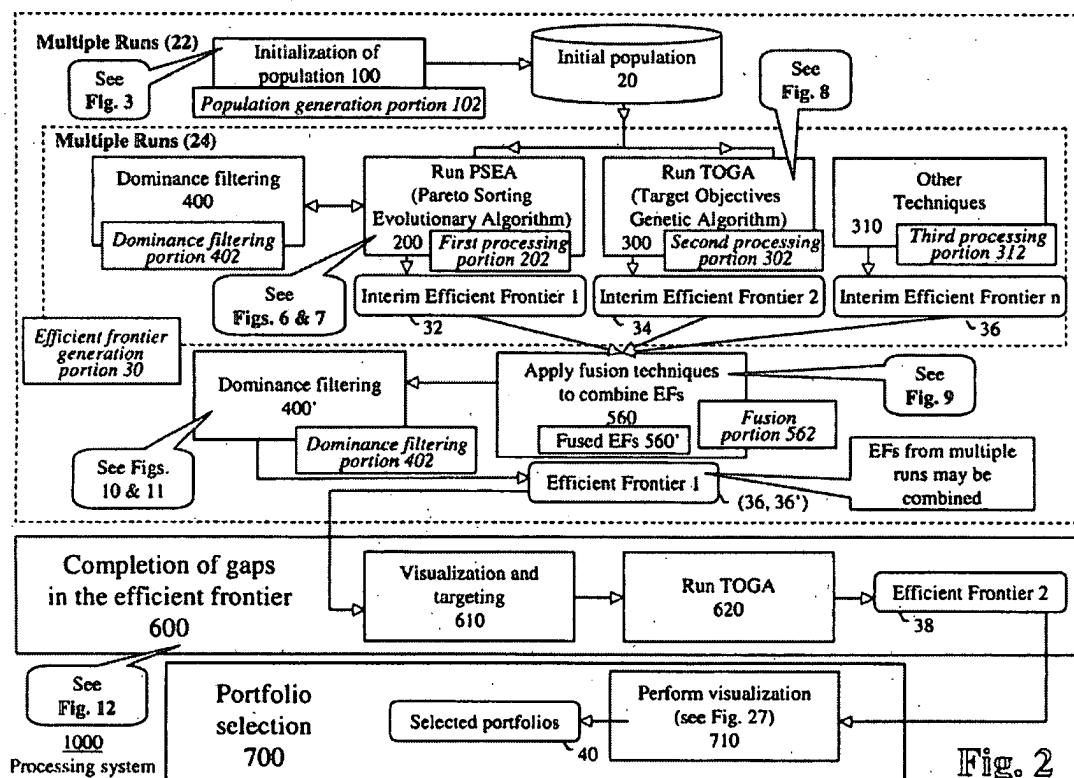 Multiple Runs (22)
See
Fig. 3
Initialization of
population 100
Population generation portion 102
Initial population
20
See
Fig. 8
Multiple Runs (24)
Dominance filtering
400
Dominance filtering
portion 402
Run PSEA
(Pareto Sorting
Evolutionary Algorithm)
200
First processing
portion 202
Run TOGA
(Target Objectives
Genetic Algorithm)
300
Second processing
portion 302
Other
Techniques
310
Third processing
portion 312
See
Figs. 6 & 7
Interim Efficient Frontier 1
32
Interim Efficient Frontier 2
34
Interim Efficient Frontier n
36
Efficient frontier
generation
portion 30
Dominance filtering
400'
Dominance filtering
portion 402
Apply fusion techniques
to combine EFs
560
Fused EFs 560'
Fusion
portion 562
See
Fig. 9
See Figs.
10 & 11
Efficient Frontier 1
(36, 36')
EFs from multiple
runs may be
combined
Completion of gaps
in the efficient frontier
600
Visualization and
targeting
610
Run TOGA
620
Efficient Frontier 2
38
See
Fig. 12
Portfolio
selection
700
Selected portfolios
40
Perform visualization
(see Fig. 27)
710
1000
Processing system
Fig. 2